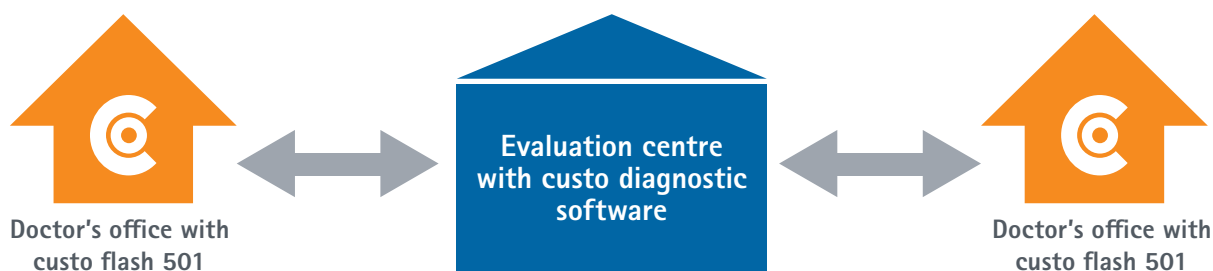 Doctor's office with
custo flash 501
Evaluation centre
with custo diagnostic
software
Doctor's office with
custo flash 501